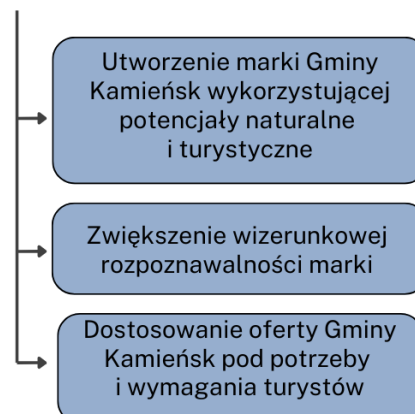 Utworzenie marki Gminy
Kamieńsk wykorzystującej
potencjały naturalne
i turystyczne
Zwiększenie wizerunkowej
rozpoznawalności marki
Dostosowanie oferty Gminy
Kamieńsk pod potrzeby
i wymagania turystów